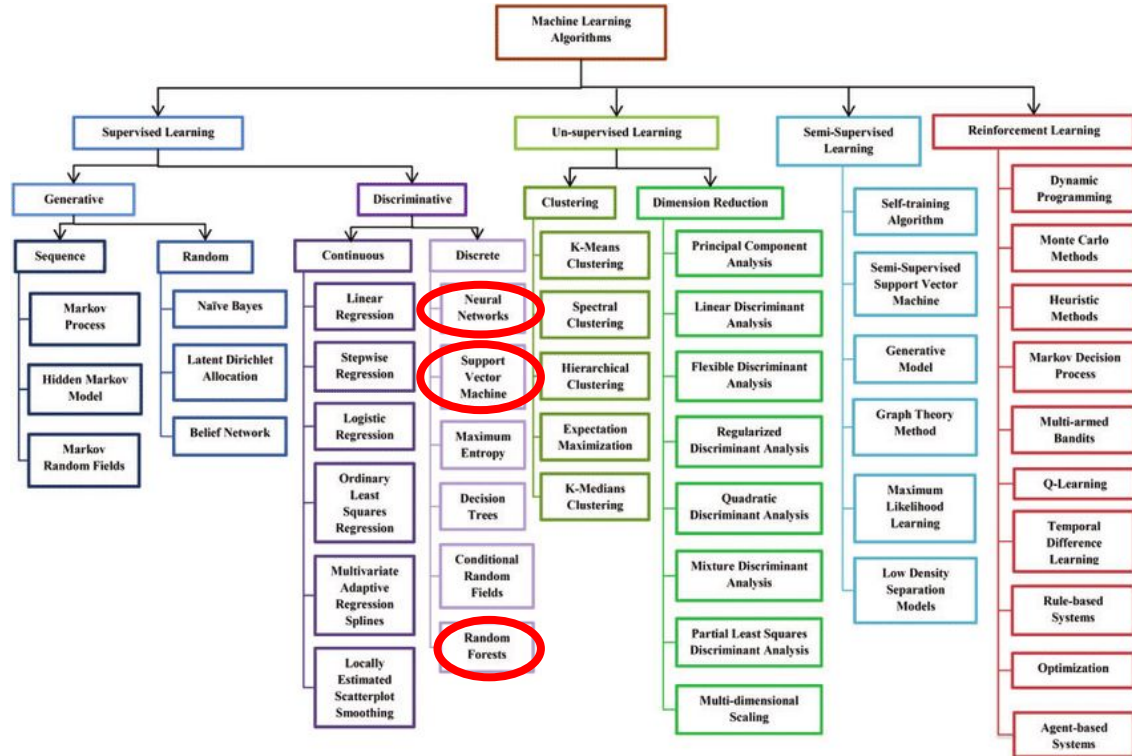 Machine Learning
Algorithms
Supervised Learning
Un-supervised Learning
Semi-Supervised
Learning
Reinforcement Learning
Generative
Discriminative
Clustering
Dimension Reduction
Sequence
Random
Continuous
Discrete
Markov
Process
Hidden Markov
Model
Markov
Random Fields
Naïve Bayes
Latent Dirichlet
Allocation
Belief Network
Linear
Regression
Stepwise
Regression
Logistic
Regression
Ordinary
Least
Squares
Regression
Multivariate
Adaptive
Regression
Splines
Locally
Estimated
Scatterplot
Smoothing
Neural
Networks
Support
Vector
Machine
Maximum
Entropy
Decision
Trees
Conditional
Random
Fields
Random
Forests
K-Means
Clustering
Spectral
Clustering
Hierarchical
Clustering
Expectation
Maximization
K-Medians
Clustering
Principal Component
Analysis
Linear Discriminant
Analysis
Flexible Discriminant
Analysis
Regularized
Discriminant Analysis
Quadratic
Discriminant Analysis
Mixture Discriminant
Analysis
Partial Least Squares
Discriminant Analysis
Multi-dimensional
Scaling
Self-training
Algorithm
Semi-Supervised
Support Vector
Machine
Generative
Model
Graph Theory
Method
Maximum
Likelihood
Learning
Low Density
Separation
Models
Dynamic
Programming
Monte Carlo
Methods
Heuristic
Methods
Markov Decision
Process
Multi-armed
Bandits
Q-Learning
Temporal
Difference
Learning
Rule-based
Systems
Optimization
Agent-based
Systems